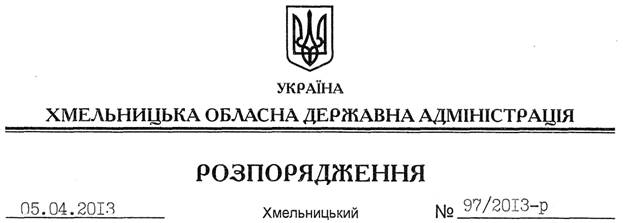 УКРАЇНА
ХМЕЛЬНИЦЬКА ОБЛАСНА ДЕРЖАВНА АДМІНІСТРАЦІЯ
РОЗПОРЯДЖЕННЯ
05.04.2013 Хмельницький № 97/2013-р